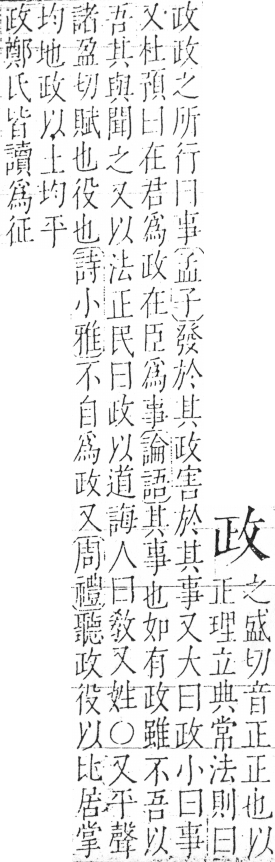 政
之盛切音正正也以
正理立典常法則曰
政政之所行曰事孟子發於其政害於其事又大曰政小曰事
又杜預曰在君爲政在臣爲事論語其事也如有政雖不吾以
吾其與聞之又以法正民曰政以道誨人曰敎又姓○又平聲
諸盈切賦也役也詩小雅不自爲政又周禮聽政役以比居掌
均地政以土均平
政鄭氏皆讀爲征